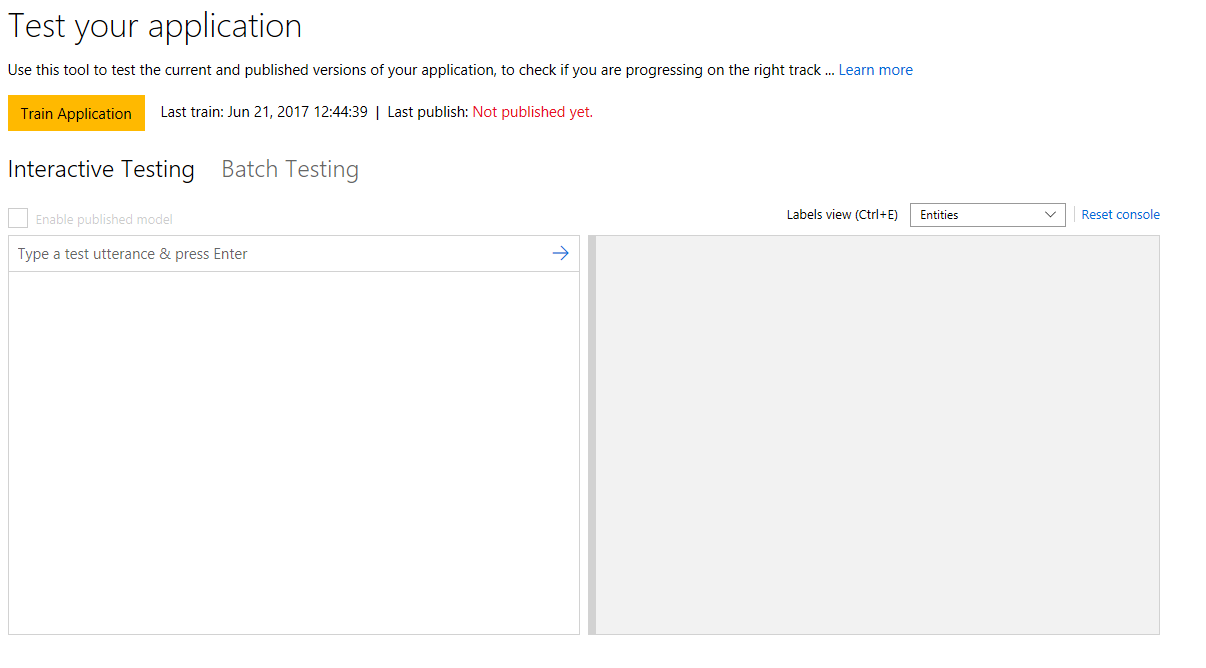 Test your application
Use this tool to test the current and published versions of your application, to check if you are progressing on the right track ... Learn more
Train Application Last train: Jun 21, 2017 12:44:39 | Last publish: Not published yet.
Interactive Testing Batch Testing
Enable published model Labels view (Ctrl+E) Entities Reset console
Type a test utterance & press Enter